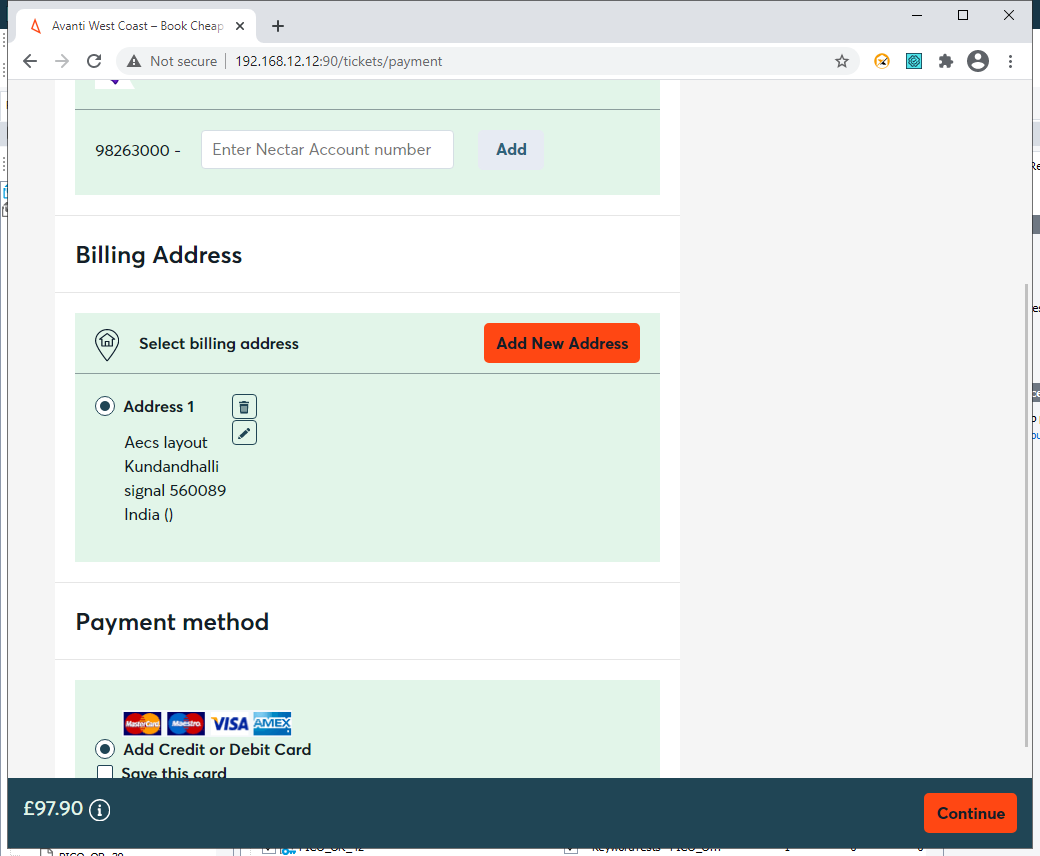 Avanti West Coast – Book Cheap
Not secure
192.168.12.12:90/tickets/payment
98263000 -
Enter Nectar Account number
Add
Billing Address
Select billing address
Add New Address
Address 1
Aecs layout
Kundandhalli
signal 560089
India ()
Payment method
MasterCard
Maestro
VISA
AMEX
Add Credit or Debit Card
Save this card
£97.90
Continue